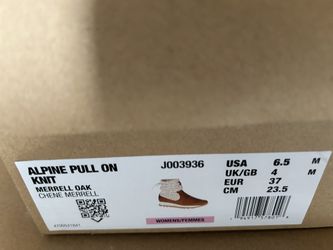 ALPINE PULL ON
KNIT
MERRELL OAK
CHENE MERRELL
J003936
WOMENS/FEMMES
USA 6.5 M
UK/GB 4 M
EUR 37
CM 23.5